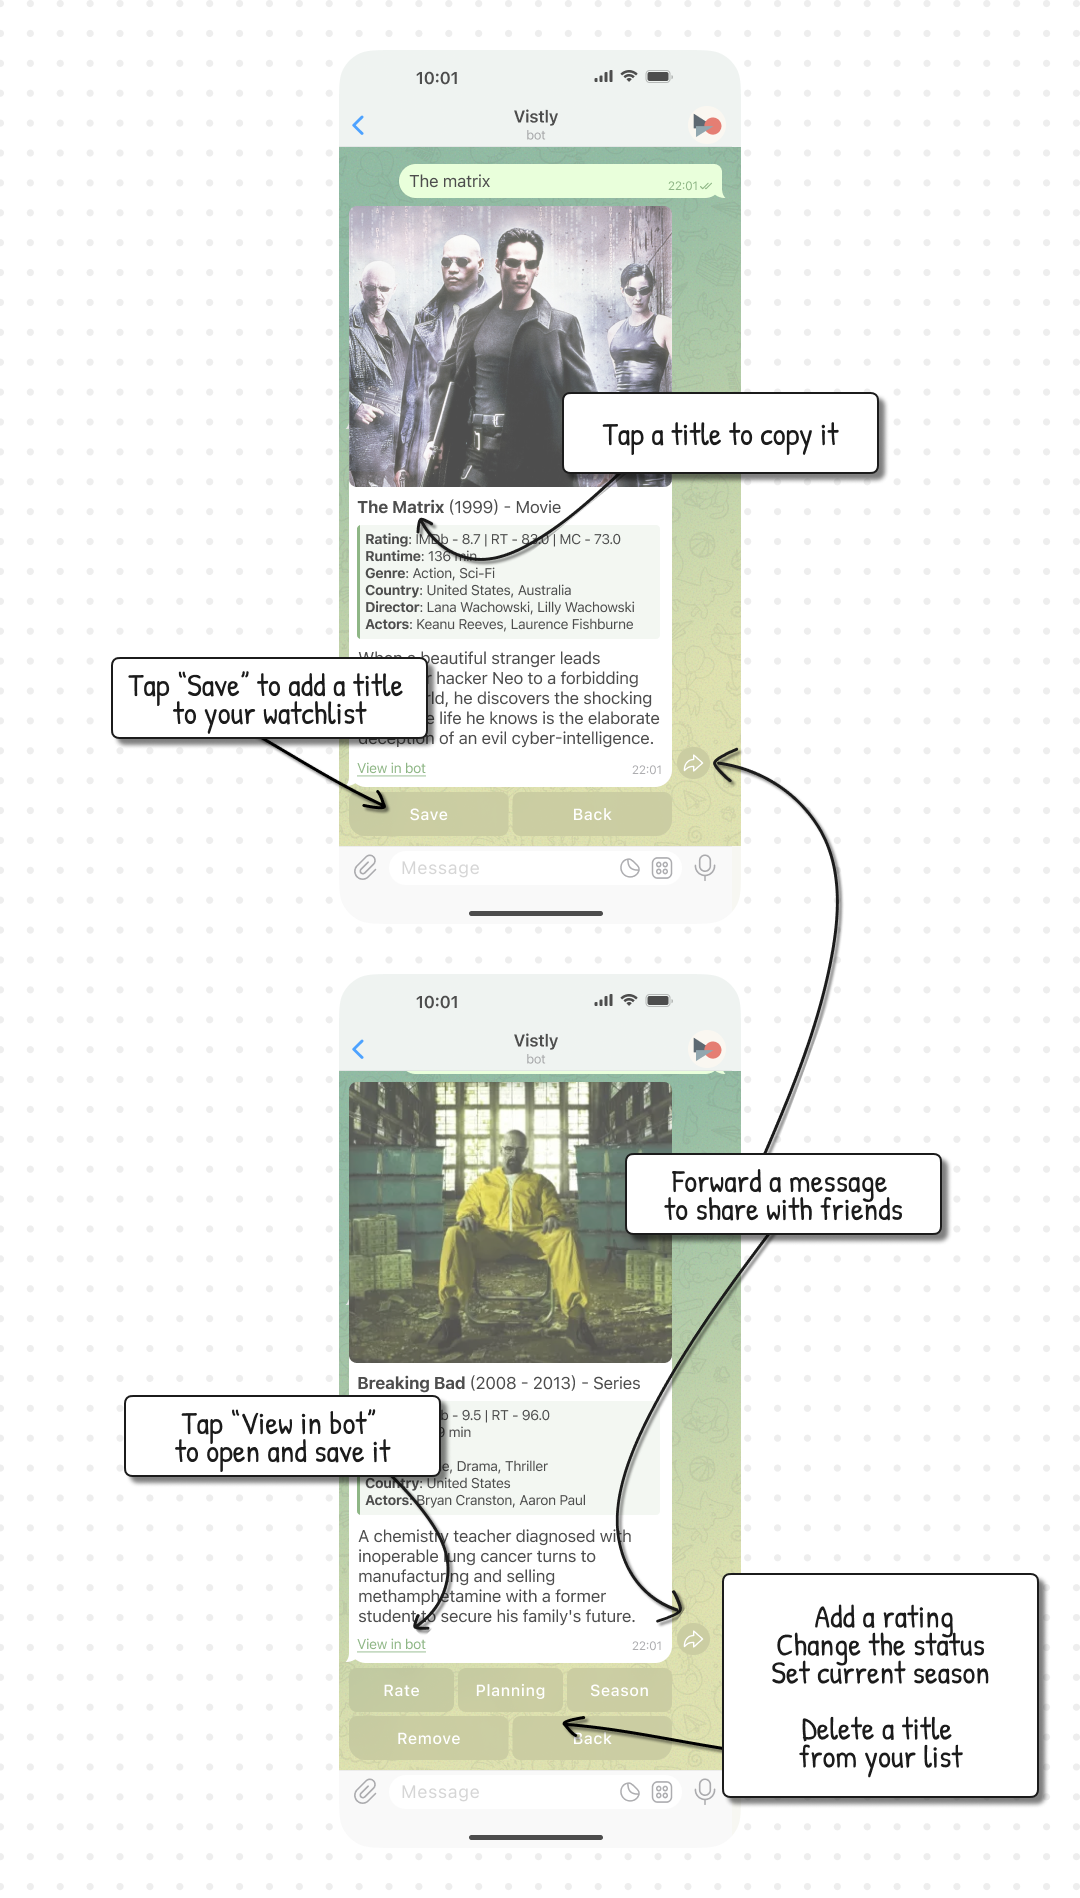 10:01
Vistly
bot
The matrix
22:01
Tap a title to copy it
The Matrix (1999) - Movie
Rating: IMDb - 8.7 | RT - 83.0 | MC - 73.0
Runtime: 136 min
Genre: Action, Sci-Fi
Country: United States, Australia
Director: Lana Wachowski, Lilly Wachowski
Actors: Keanu Reeves, Laurence Fishburne
When a beautiful stranger leads
hacker Neo to a forbidding
he discovers the shocking
life he knows is the elaborate
deception of an evil cyber-intelligence.
Tap “Save” to add a title
to your watchlist
View in bot
22:01
Save
Back
Message
10:01
Vistly
bot
Forward a message
to share with friends
Breaking Bad (2008 - 2013) - Series
- 9.5 | RT - 96.0
min
Drama, Thriller
Country: United States
Actors: Bryan Cranston, Aaron Paul
Tap “View in bot”
to open and save it
A chemistry teacher diagnosed with
inoperable lung cancer turns to
manufacturing and selling
methamphetamine with a former
student to secure his family's future.
View in bot
22:01
Rate
Planning
Season
Remove
Back
Add a rating
Change the status
Set current season
Delete a title
from your list
Message